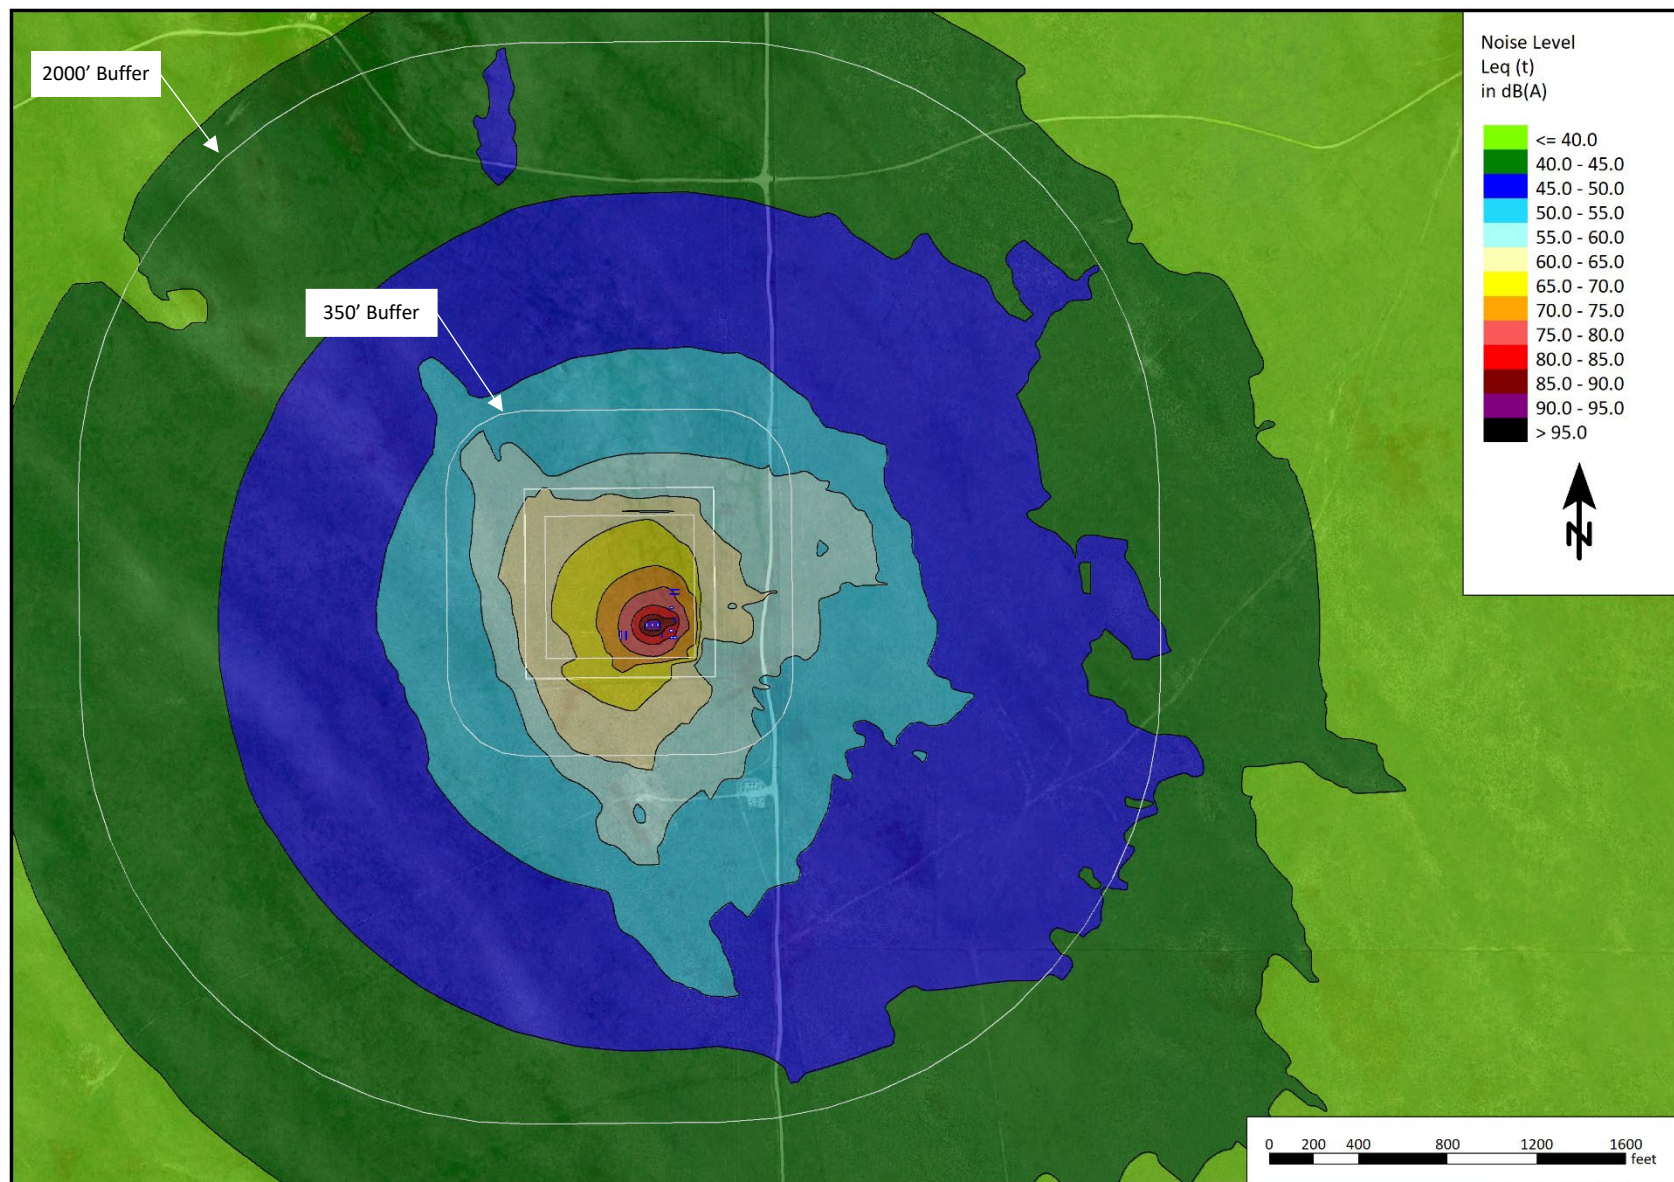 2000’ Buffer
350’ Buffer
Noise Level
Leq (t)
in dB(A)
<= 40.0
40.0 - 45.0
45.0 - 50.0
50.0 - 55.0
55.0 - 60.0
60.0 - 65.0
65.0 - 70.0
70.0 - 75.0
75.0 - 80.0
80.0 - 85.0
85.0 - 90.0
90.0 - 95.0
> 95.0
N
0 200 400 800 1200 1600
feet